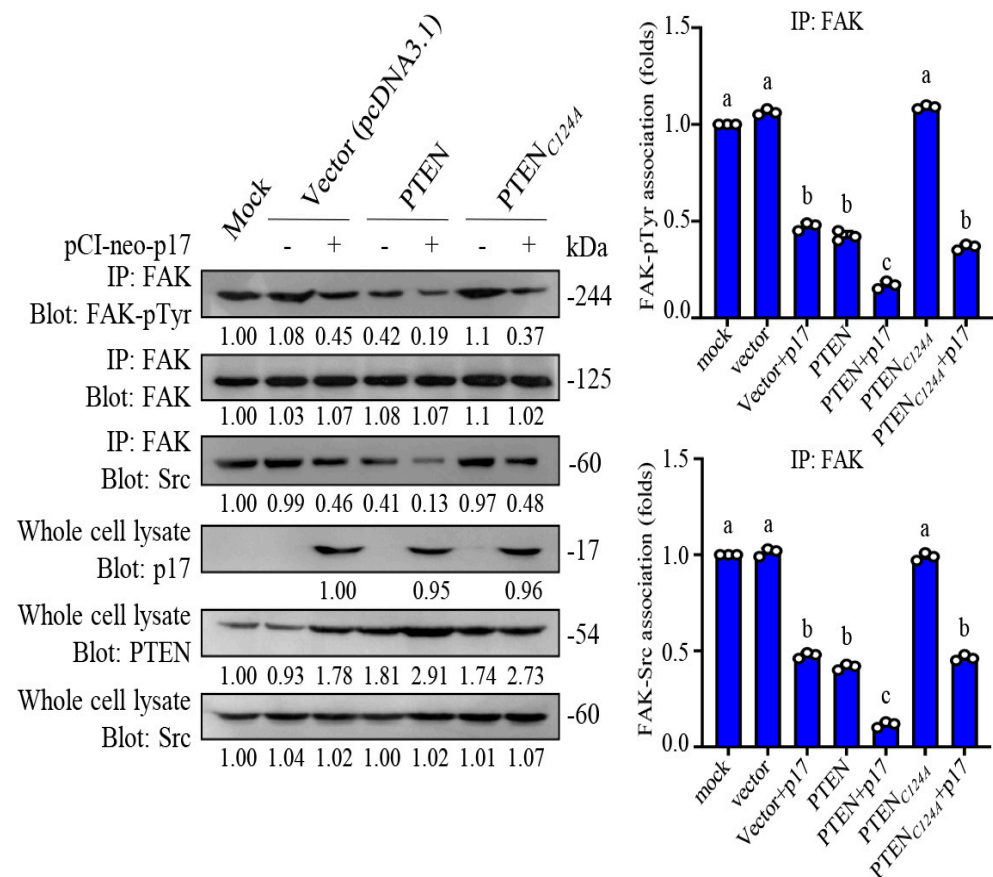 Mock
Vector (pcDNA3.1)
PTEN
PTENC124A
pCI-neo-p17 - + - + - + kDa
IP: FAK
Blot: FAK-pTyr
-244
1.00 1.08 0.45 0.42 0.19 1.1 0.37
IP: FAK
Blot: FAK
-125
1.00 1.03 1.07 1.08 1.07 1.1 1.02
IP: FAK
Blot: Src
-60
1.00 0.99 0.46 0.41 0.13 0.97 0.48
Whole cell lysate
Blot: p17
-17
1.00 0.95 0.96
Whole cell lysate
Blot: PTEN
-54
1.00 0.93 1.78 1.81 2.91 1.74 2.73
Whole cell lysate
Blot: Src
-60
1.00 1.04 1.02 1.00 1.02 1.01 1.07
IP: FAK
FAK-pTyr association (folds)
1.5
1.0
0.5
0.0
a a b b c a b
mock
vector
Vector+p17
PTEN
PTEN+p17
PTENC124A
PTENC124A+p17
IP: FAK
FAK-Src association (folds)
1.5
1.0
0.5
0.0
a a b b c a b
mock
vector
Vector+p17
PTEN
PTEN+p17
PTENC124A
PTENC124A+p17